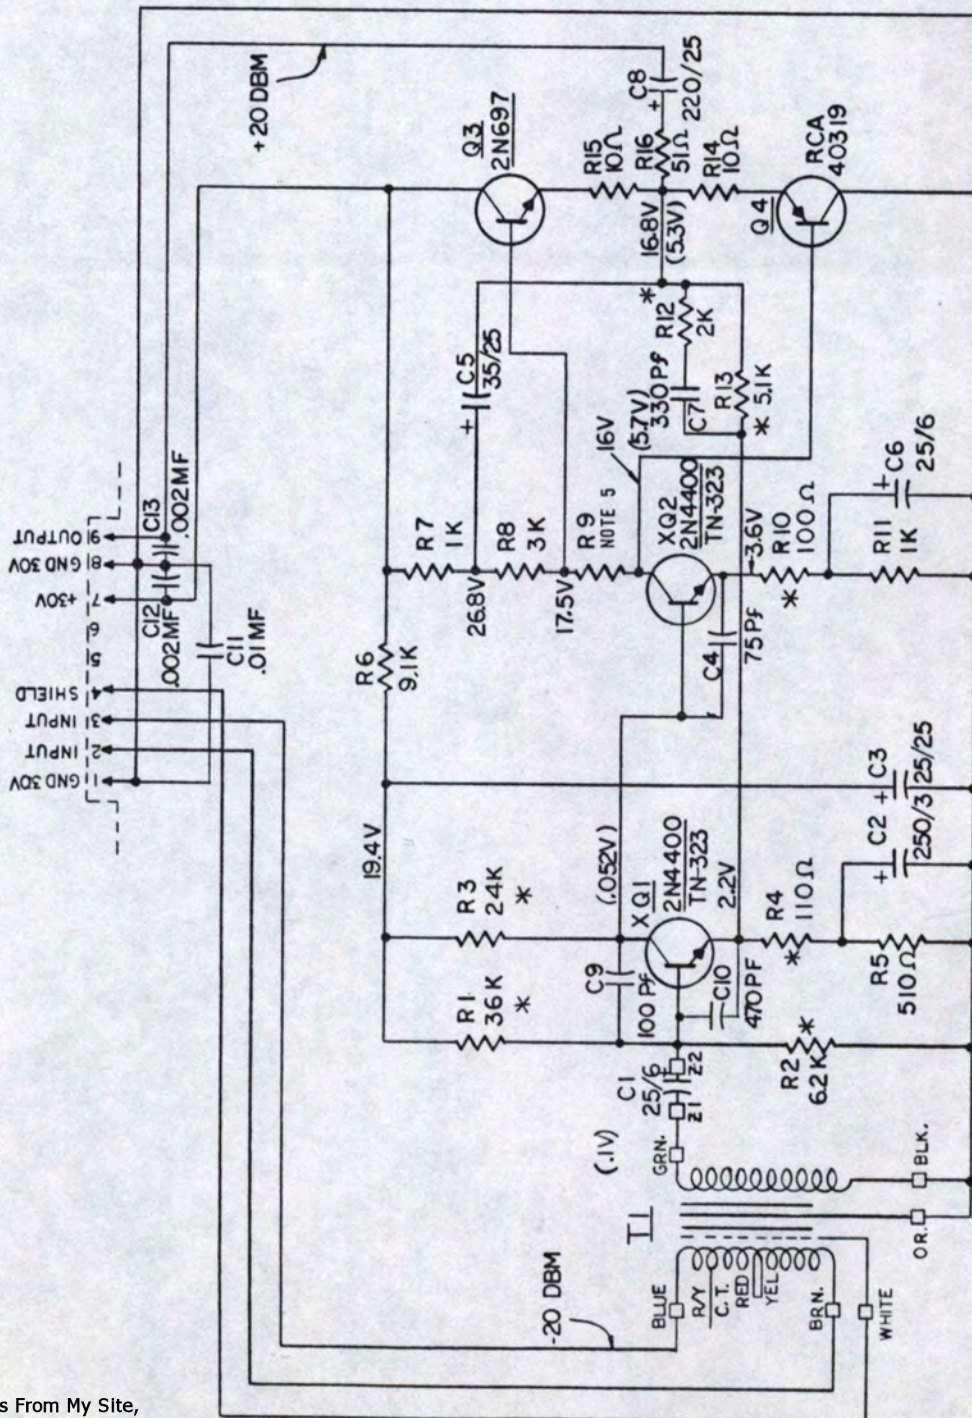 +20 DBM
C8
+
220/25
Q3
2N697
R15
10Ω
R16
51Ω
R14
10Ω
RCA
40319
Q4
16.8V
(5.3V)
*
R12
2K
C5
35/25
+
330Pf
C7
R13
5.1K
*
(5.7V)
16V
9 OUTPUT
8 GND 30V
7 +30V
6
5
4 SHIELD
3 INPUT
2 INPUT
1 GND 30V
C13
.002MF
C12
.002MF
C11
.01MF
R7
1K
R8
3K
R9
NOTE 5
26.8V
17.5V
XQ2
2N4400
TN-323
3.6V
R10
100Ω
*
C6
25/6
+
R11
1K
R6
9.1K
C4
75Pf
19.4V
R3
24K
*
(.052V)
XQ1
2N4400
TN-323
2.2V
C2
+
250/3
C3
+
25/25
R4
110Ω
*
R5
510Ω
R1
36K
*
C9
100Pf
C10
470PF
R2
6.2K
*
C1
25/6
Z1
Z2
(.1V)
GRN.
BLK.
OR.
T1
-20 DBM
BLUE
R/Y
C.T.
RED
YEL
BRN.
WHITE
s From My Site,